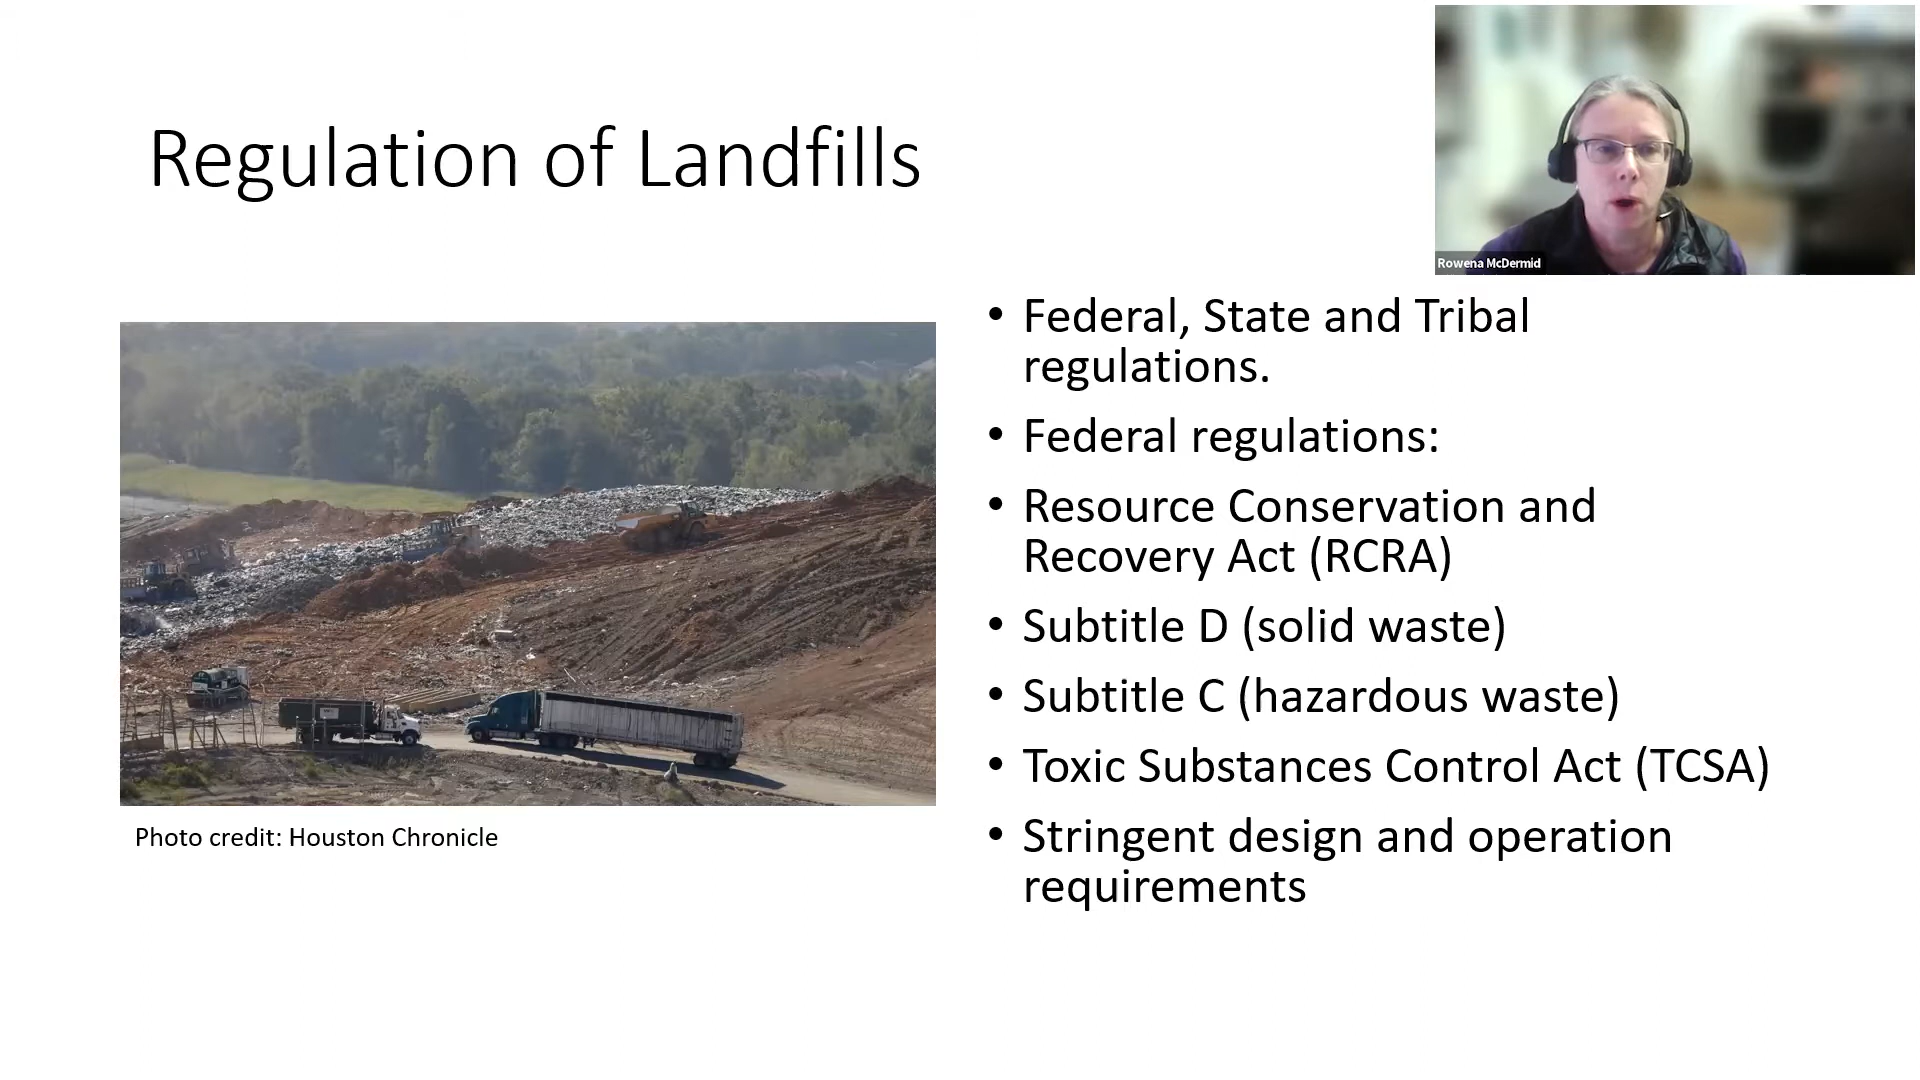 Regulation of Landfills
Rowena McDermid
• Federal, State and Tribal
regulations.
• Federal regulations:
• Resource Conservation and
Recovery Act (RCRA)
• Subtitle D (solid waste)
• Subtitle C (hazardous waste)
• Toxic Substances Control Act (TCSA)
• Stringent design and operation
requirements
Photo credit: Houston Chronicle